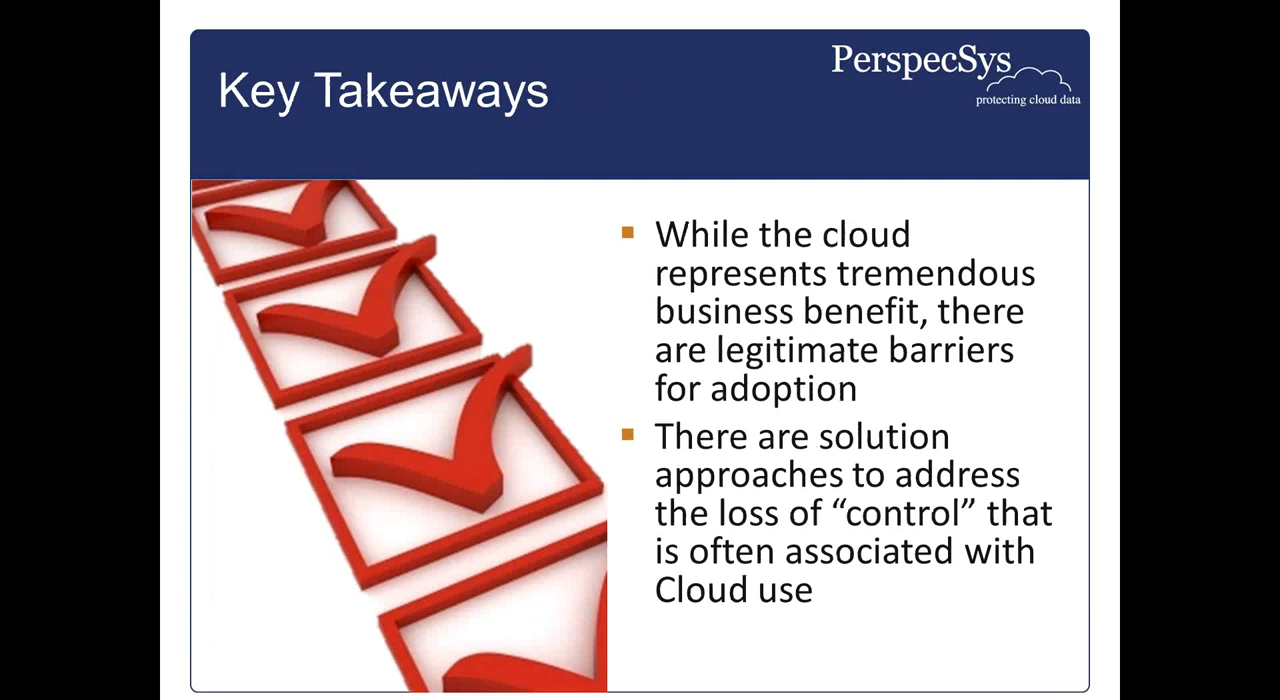 Key Takeaways
PerspecSys
protecting cloud data
▪ While the cloud
represents tremendous
business benefit, there
are legitimate barriers
for adoption
▪ There are solution
approaches to address
the loss of “control” that
is often associated with
Cloud use